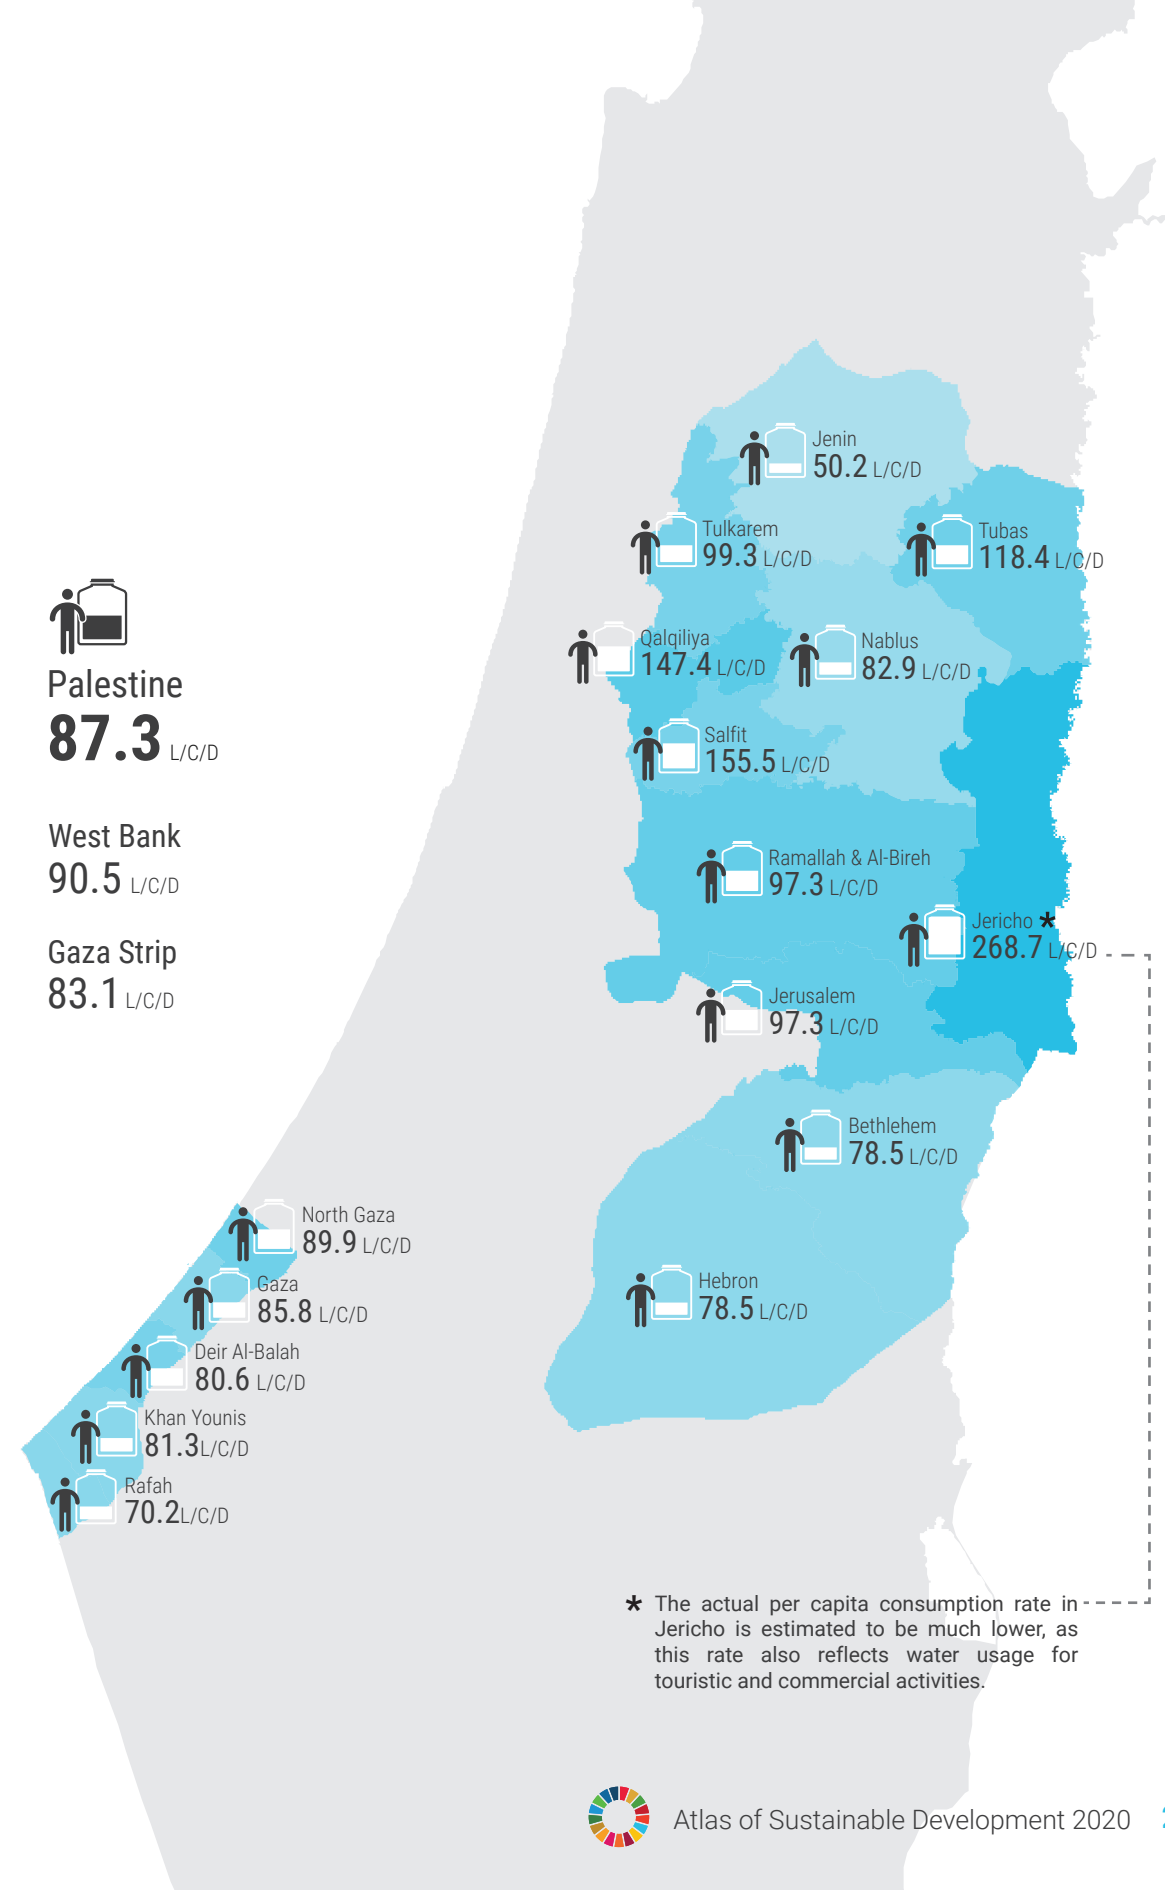 Palestine
87.3 L/C/D
West Bank
90.5 L/C/D
Gaza Strip
83.1 L/C/D
Jenin
50.2 L/C/D
Tulkarem
99.3 L/C/D
Tubas
118.4 L/C/D
Qalqiliya
147.4 L/C/D
Nablus
82.9 L/C/D
Salfit
155.5 L/C/D
Ramallah & Al-Bireh
97.3 L/C/D
Jericho *
268.7 L/C/D
Jerusalem
97.3 L/C/D
Bethlehem
78.5 L/C/D
Hebron
78.5 L/C/D
North Gaza
89.9 L/C/D
Gaza
85.8 L/C/D
Deir Al-Balah
80.6 L/C/D
Khan Younis
81.3L/C/D
Rafah
70.2L/C/D
* The actual per capita consumption rate in
Jericho is estimated to be much lower, as
this rate also reflects water usage for
touristic and commercial activities.
Atlas of Sustainable Development 2020